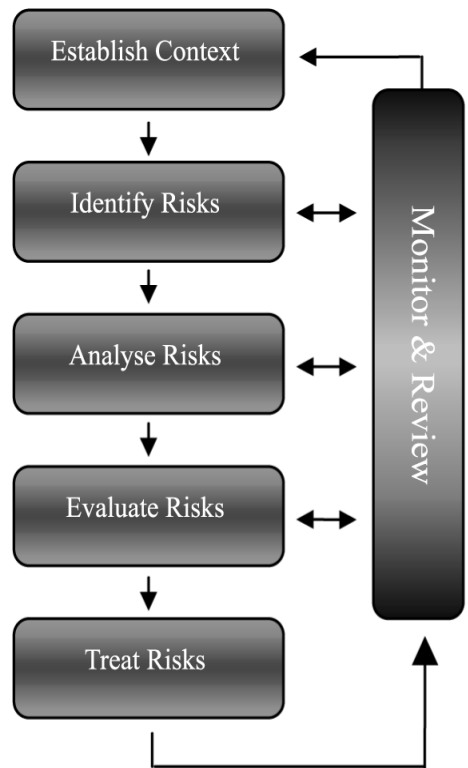 Establish Context
Identify Risks
Analyse Risks
Evaluate Risks
Treat Risks
Monitor & Review